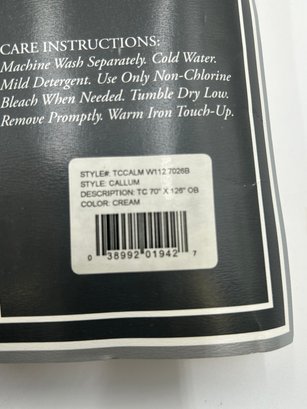 CARE INSTRUCTIONS:
Machine Wash Separately. Cold Water.
Mild Detergent. Use Only Non-Chlorine
Bleach When Needed. Tumble Dry Low.
Remove Promptly. Warm Iron Touch-Up.
STYLE#: TCCALM W112 7026B
STYLE: CALLUM
DESCRIPTION: TC 70" X 126" OB
COLOR: CREAM
0 38992 01942 7